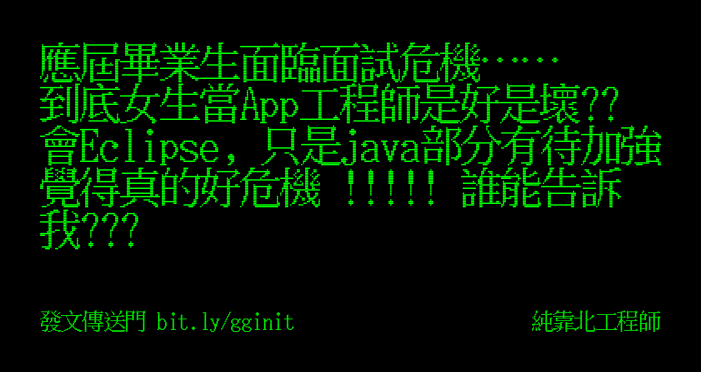 應屆畢業生面臨面試危機……
到底女生當App工程師是好是壞??
會Eclipse, 只是java部分有待加強
覺得真的好危機 !!!!! 誰能告訴
我???
發文傳送門 bit.ly/gginit
純靠北工程師